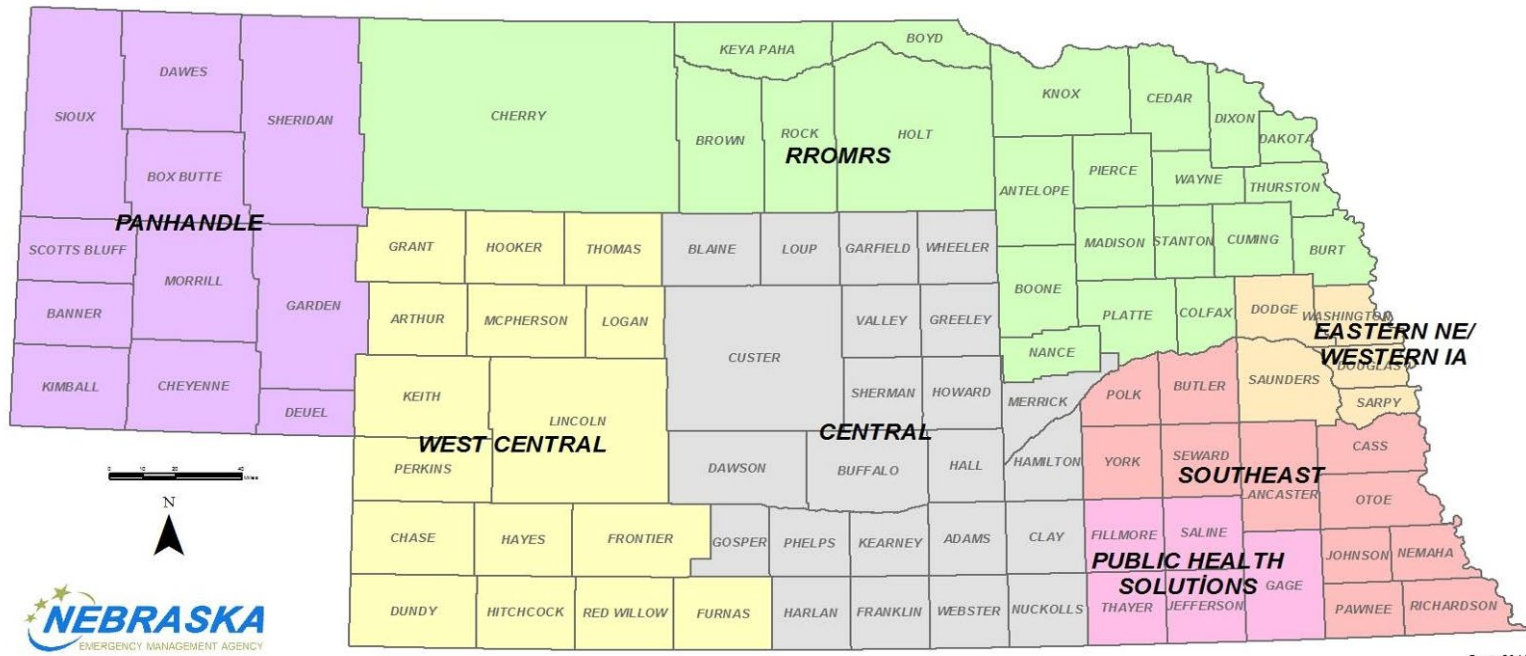 KEYA PAHA
BOYD
DAWES
SIOUX
SHERIDAN
CHERRY
KNOX
CEDAR
DIXON
DAKOTA
BROWN
ROCK
HOLT
RROMRS
BOX BUTTE
ANTELOPE
PIERCE
WAYNE
THURSTON
PANHANDLE
SCOTTS BLUFF
GRANT
HOOKER
THOMAS
BLAINE
LOUP
GARFIELD
WHEELER
MADISON
STANTON
CUMING
BURT
MORRILL
GARDEN
BANNER
ARTHUR
MCPHERSON
LOGAN
VALLEY
GREELEY
BOONE
PLATTE
COLFAX
DODGE
WASHINGTON
EASTERN NE/
WESTERN IA
CUSTER
NANCE
KIMBALL
CHEYENNE
DEUEL
KEITH
LINCOLN
SHERMAN
HOWARD
MERRICK
POLK
BUTLER
SAUNDERS
DOUGLAS
SARPY
WEST CENTRAL
CENTRAL
PERKINS
DAWSON
BUFFALO
HALL
HAMILTON
YORK
SEWARD
SOUTHEAST
LANCASTER
CASS
OTOE
N
CHASE
HAYES
FRONTIER
GOSPER
PHELPS
KEARNEY
ADAMS
CLAY
FILLMORE
SALINE
PUBLIC HEALTH
SOLUTIONS
GAGE
JOHNSON
NEMAHA
DUNDY
HITCHCOCK
RED WILLOW
FURNAS
HARLAN
FRANKLIN
WEBSTER
NUCKOLLS
THAYER
JEFFERSON
PAWNEE
RICHARDSON
NEBRASKA
EMERGENCY MANAGEMENT AGENCY